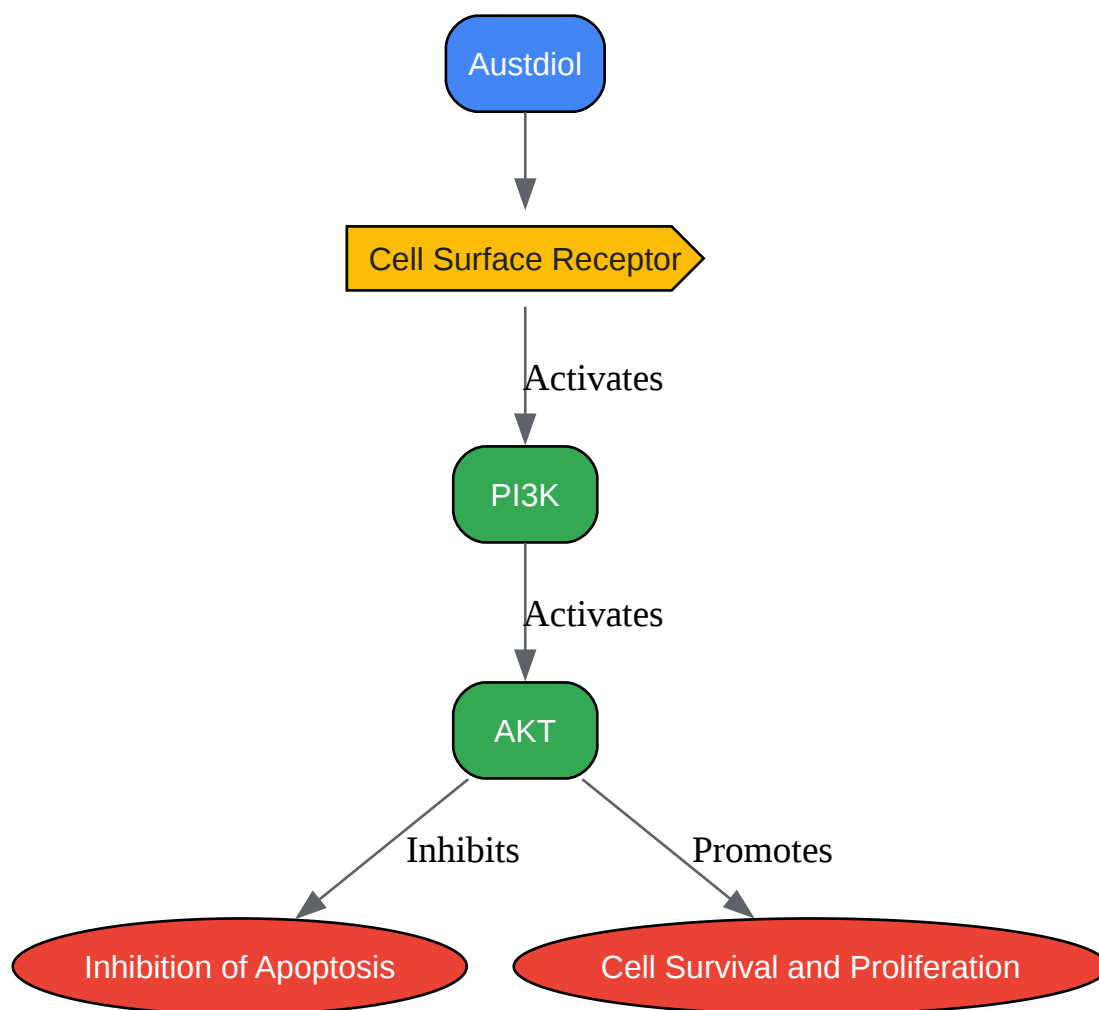 Austdiol
Cell Surface Receptor
Activates
PI3K
Activates
AKT
Inhibits
Promotes
Inhibition of Apoptosis
Cell Survival and Proliferation